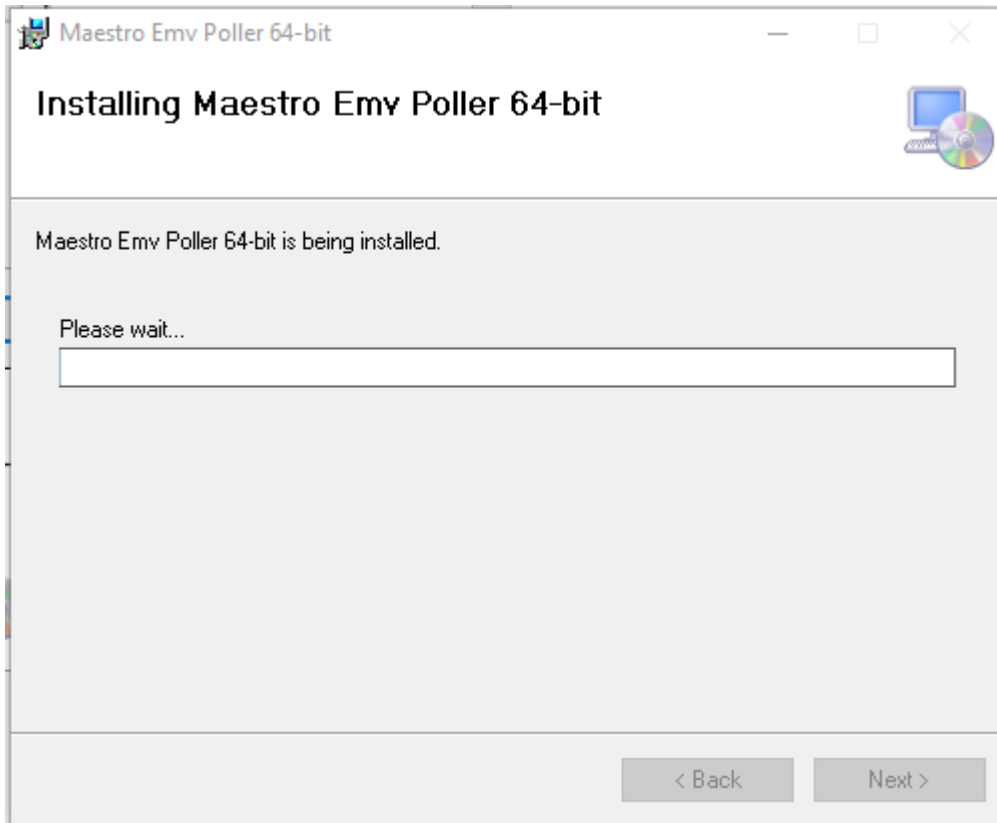 Maestro Emv Poller 64-bit
Installing Maestro Emv Poller 64-bit
Maestro Emv Poller 64-bit is being installed.
Please wait...
< Back
Next >